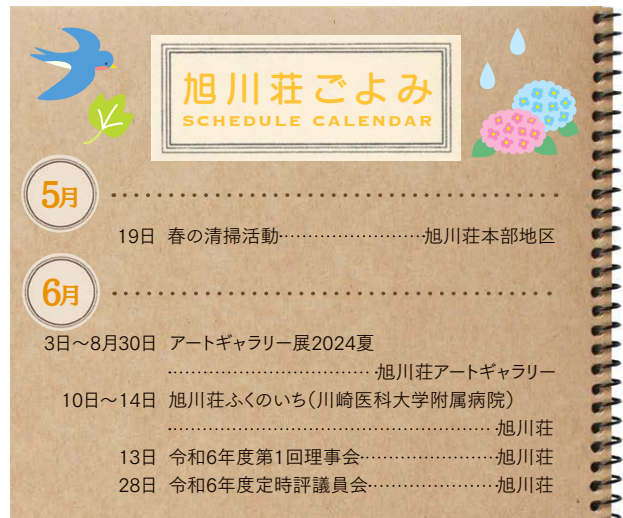 旭川荘ごよみ
SCHEDULE CALENDAR
5月
19日 春の清掃活動……………………旭川荘本部地区
6月
3日～8月30日 アートギャラリー展2024夏
……………………………旭川荘アートギャラリー
10日～14日 旭川荘ふくのいち（川崎医科大学附属病院）
………………………………………………旭川荘
13日 令和6年度第1回理事会…………………旭川荘
28日 令和6年度定時評議員会…………………旭川荘